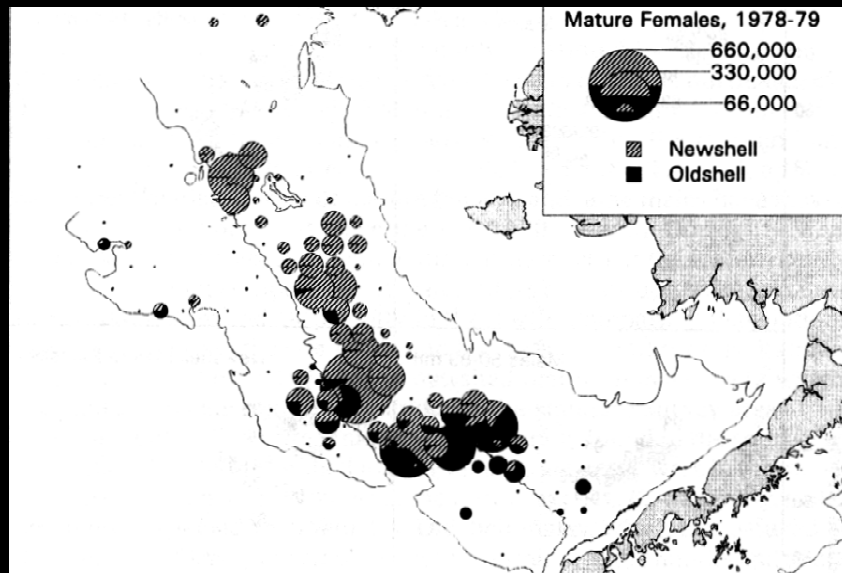 Mature Females, 1978-79
660,000
330,000
66,000
Newshell
Oldshell